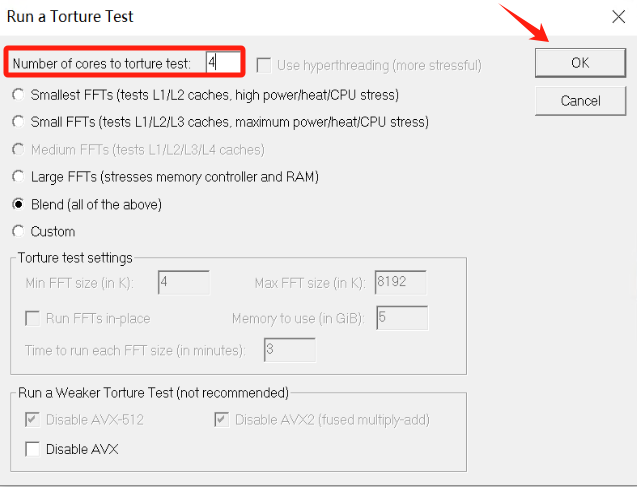 Run a Torture Test
Number of cores to torture test: 4 Use hyperthreading (more stressful) OK
Smallest FFTs (tests L1/L2 caches, high power/heat/CPU stress) Cancel
Small FFTs (tests L1/L2/L3 caches, maximum power/heat/CPU stress)
Medium FFTs (tests L1/L2/L3/L4 caches)
Large FFTs (stresses memory controller and RAM)
Blend (all of the above)
Custom
Torture test settings
Min FFT size (in K): 4 Max FFT size (in K): 8192
Run FFTs in-place Memory to use (in GiB): 5
Time to run each FFT size (in minutes): 3
Run a Weaker Torture Test (not recommended)
Disable AVX-512 Disable AVX2 (fused multiply-add)
Disable AVX